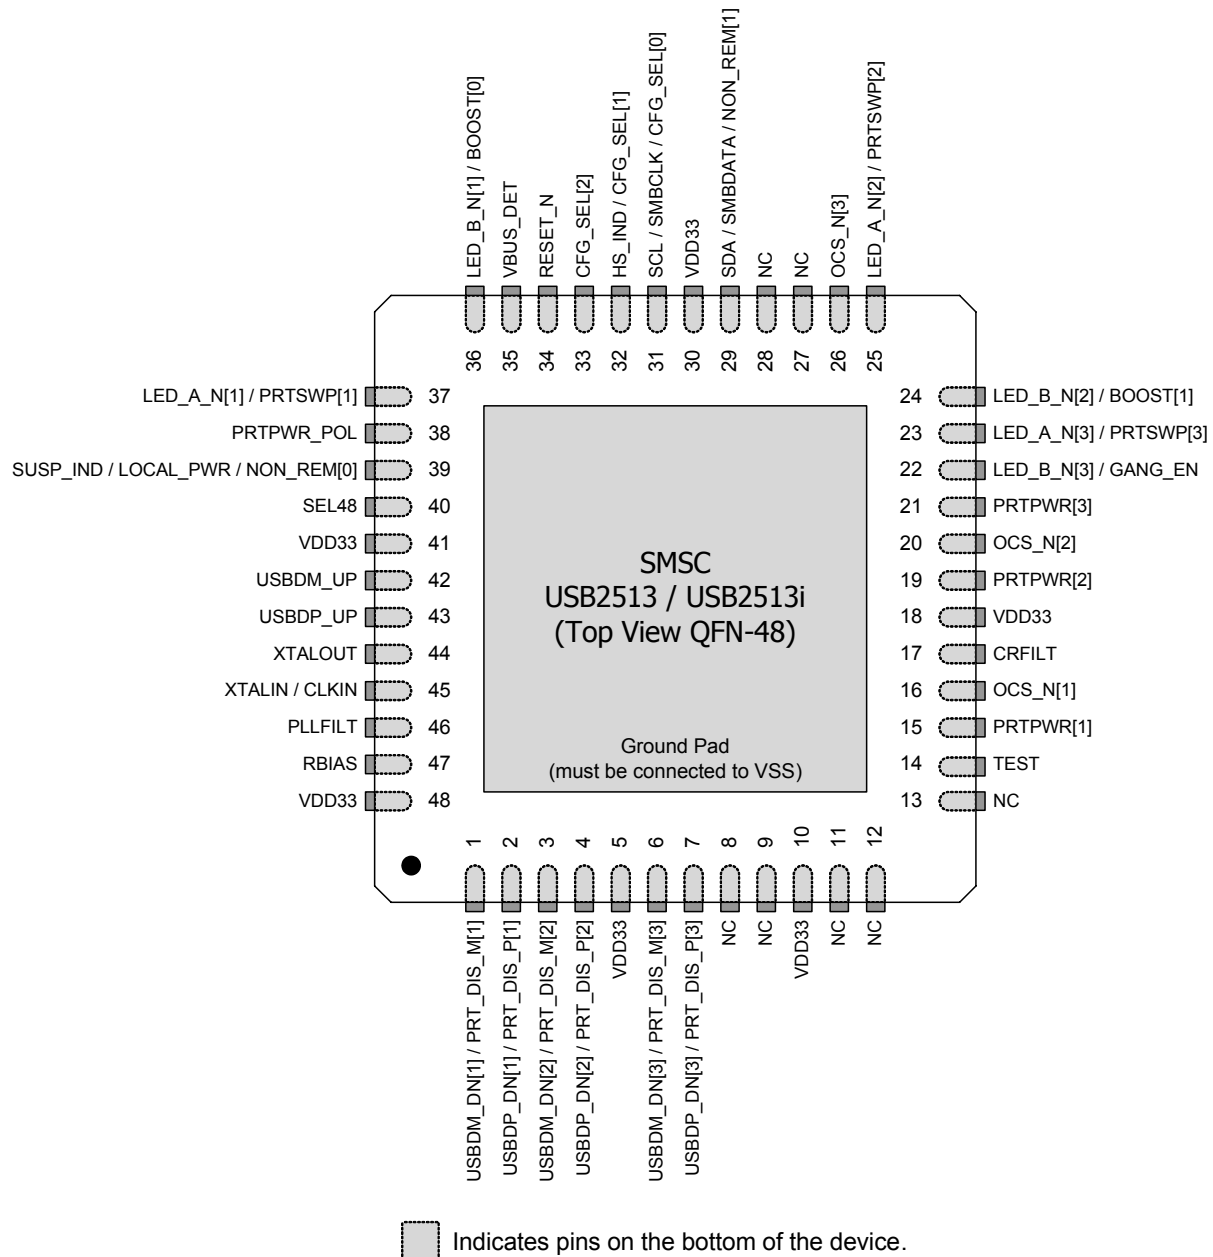 LED_B_N[1] / BOOST[0]
VBUS_DET
RESET_N
CFG_SEL[2]
HS_IND / CFG_SEL[1]
SCL / SMBCLK / CFG_SEL[0]
VDD33
SDA / SMBDATA / NON_REM[1]
NC
NC
OCS_N[3]
LED_A_N[2] / PRTSWP[2]
36
35
34
33
32
31
30
29
28
27
26
25
LED_A_N[1] / PRTSWP[1] 37
PRTPWR_POL 38
SUSP_IND / LOCAL_PWR / NON_REM[0] 39
SEL48 40
VDD33 41
USBDM_UP 42
USBDP_UP 43
XTALOUT 44
XTALIN / CLKIN 45
PLLFILT 46
RBIAS 47
VDD33 48
SMSC
USB2513 / USB2513i
(Top View QFN-48)
Ground Pad
(must be connected to VSS)
24 LED_B_N[2] / BOOST[1]
23 LED_A_N[3] / PRTSWP[3]
22 LED_B_N[3] / GANG_EN
21 PRTPWR[3]
20 OCS_N[2]
19 PRTPWR[2]
18 VDD33
17 CRFILT
16 OCS_N[1]
15 PRTPWR[1]
14 TEST
13 NC
1
2
3
4
5
6
7
8
9
10
11
12
USBDM_DN[1] / PRT_DIS_M[1]
USBDP_DN[1] / PRT_DIS_P[1]
USBDM_DN[2] / PRT_DIS_M[2]
USBDP_DN[2] / PRT_DIS_P[2]
VDD33
USBDM_DN[3] / PRT_DIS_M[3]
USBDP_DN[3] / PRT_DIS_P[3]
NC
NC
VDD33
NC
NC
Indicates pins on the bottom of the device.